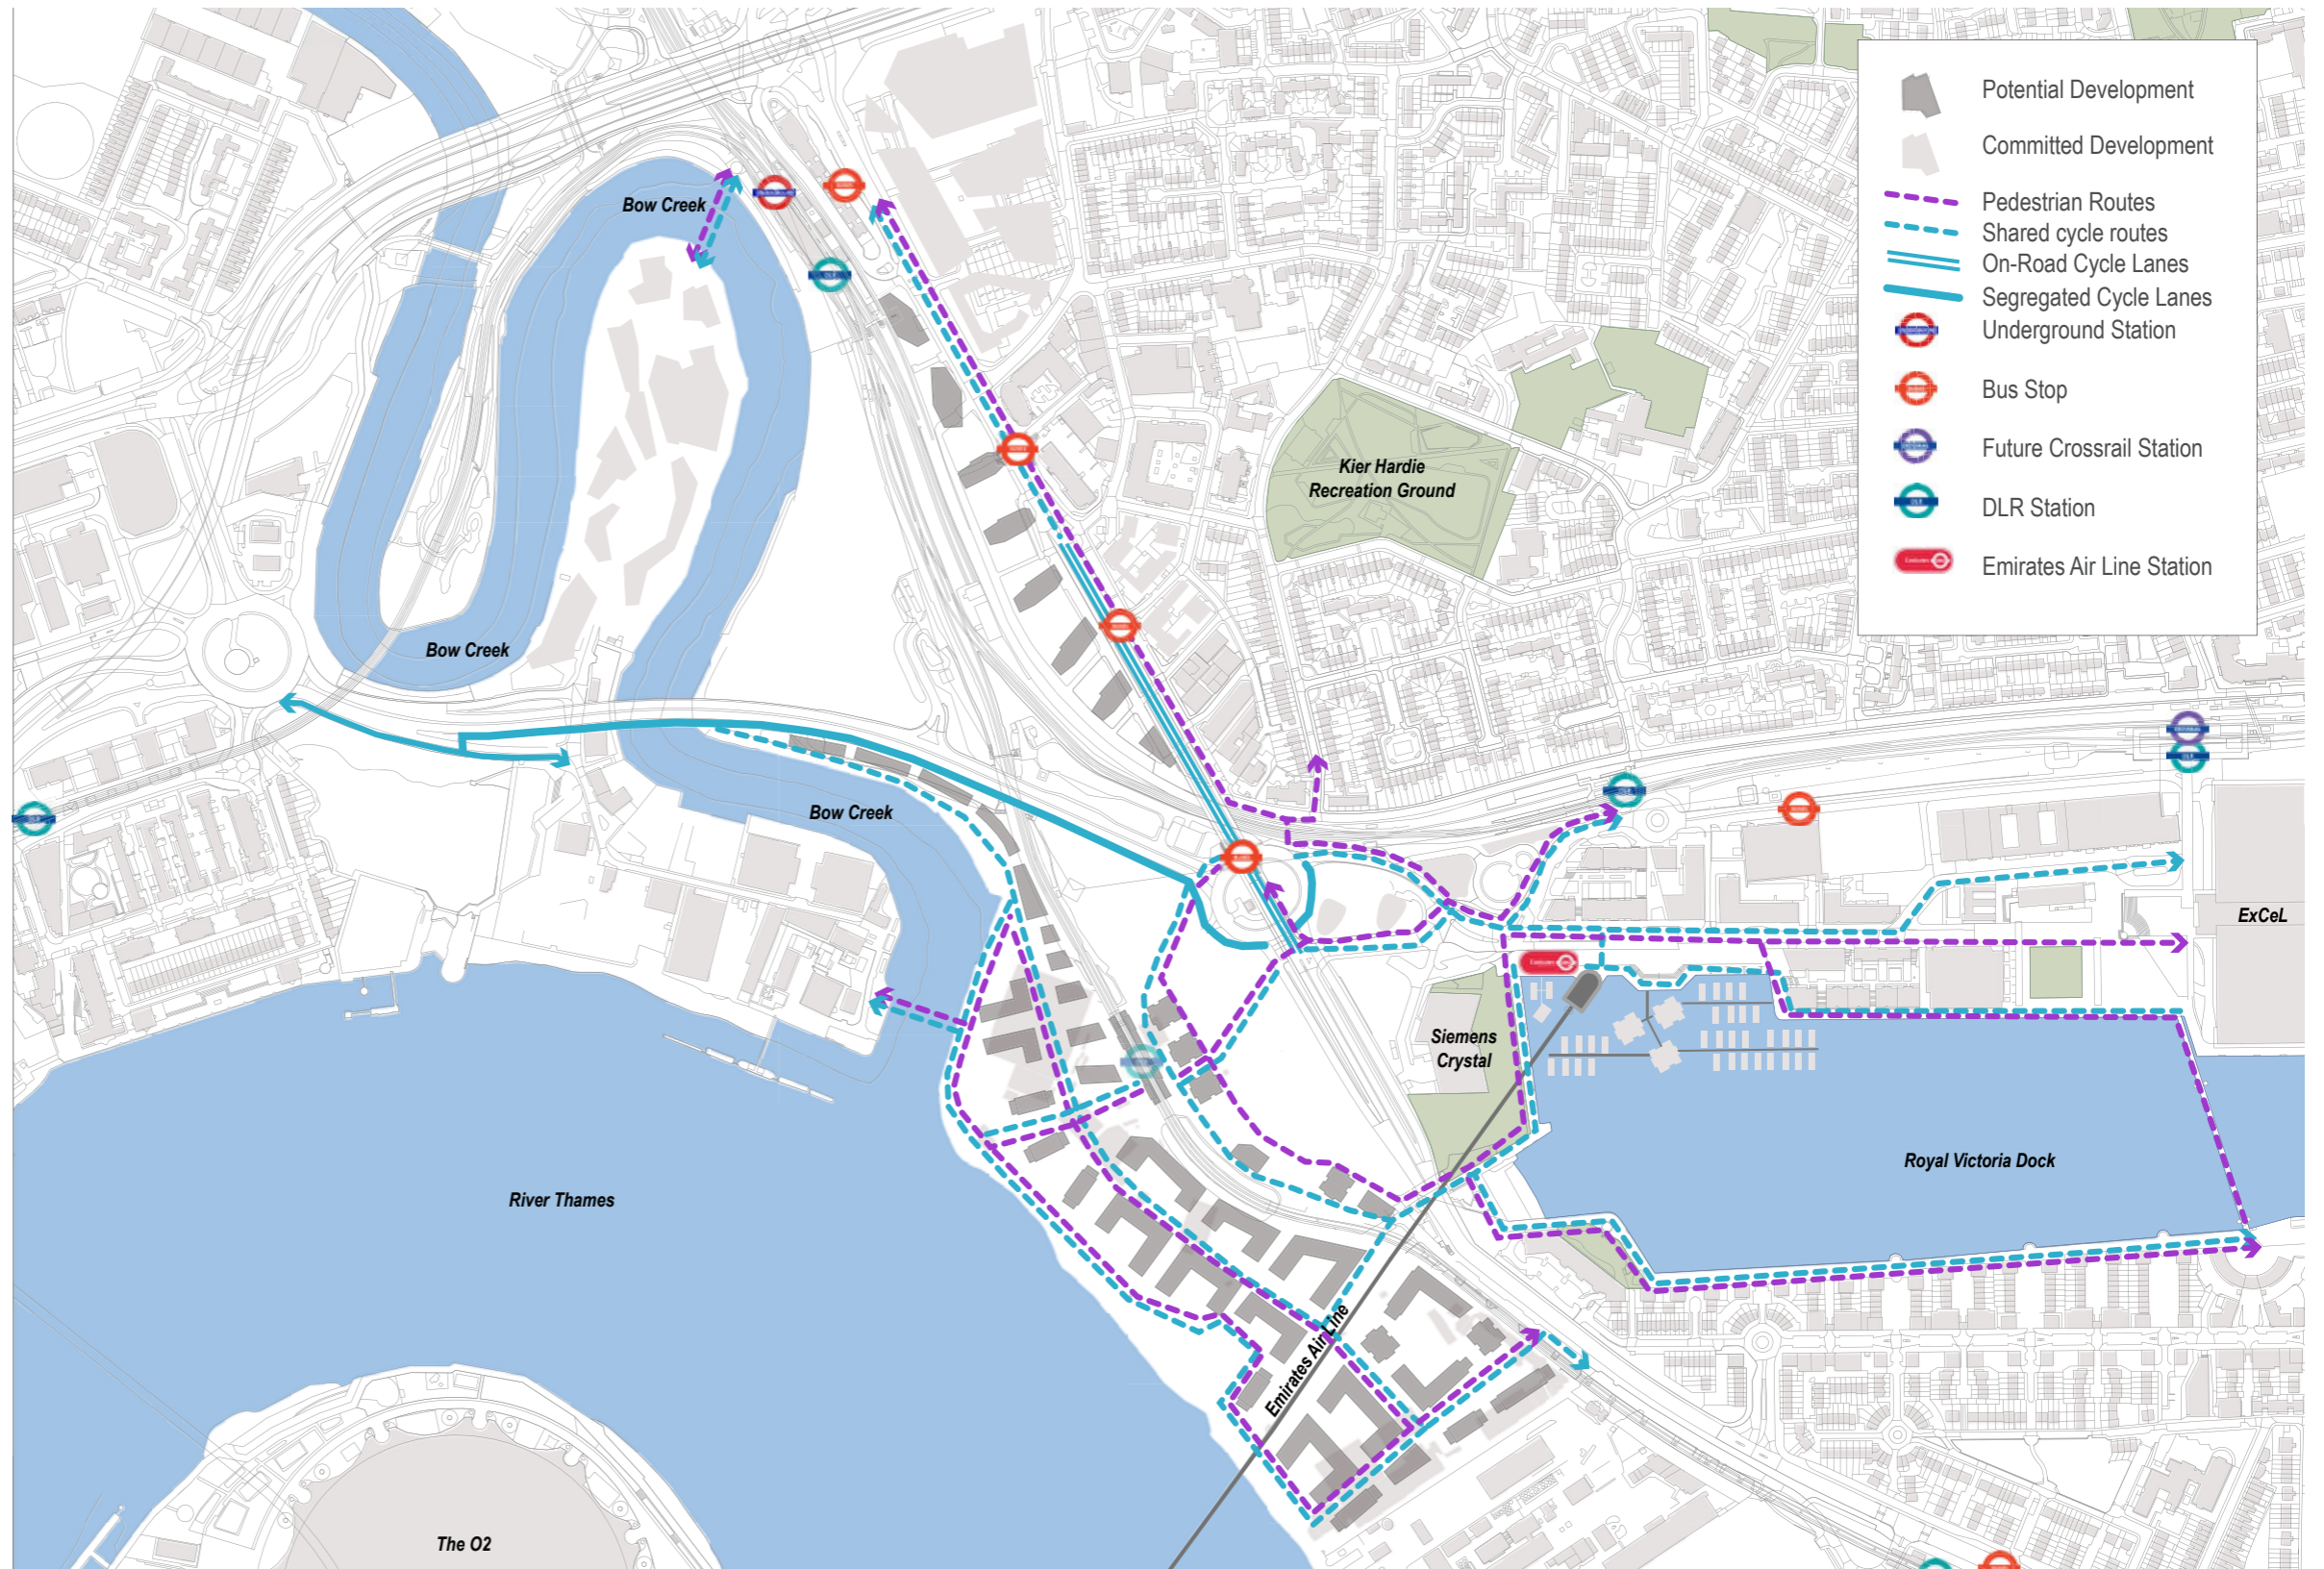 Potential Development
Committed Development
Pedestrian Routes
Shared cycle routes
On-Road Cycle Lanes
Segregated Cycle Lanes
Underground Station
Bus Stop
Future Crossrail Station
DLR Station
Emirates Air Line Station
Bow Creek
Kier Hardie
Recreation Ground
Bow Creek
Bow Creek
ExCeL
Siemens
Crystal
Royal Victoria Dock
River Thames
Emirates Air Line
The O2